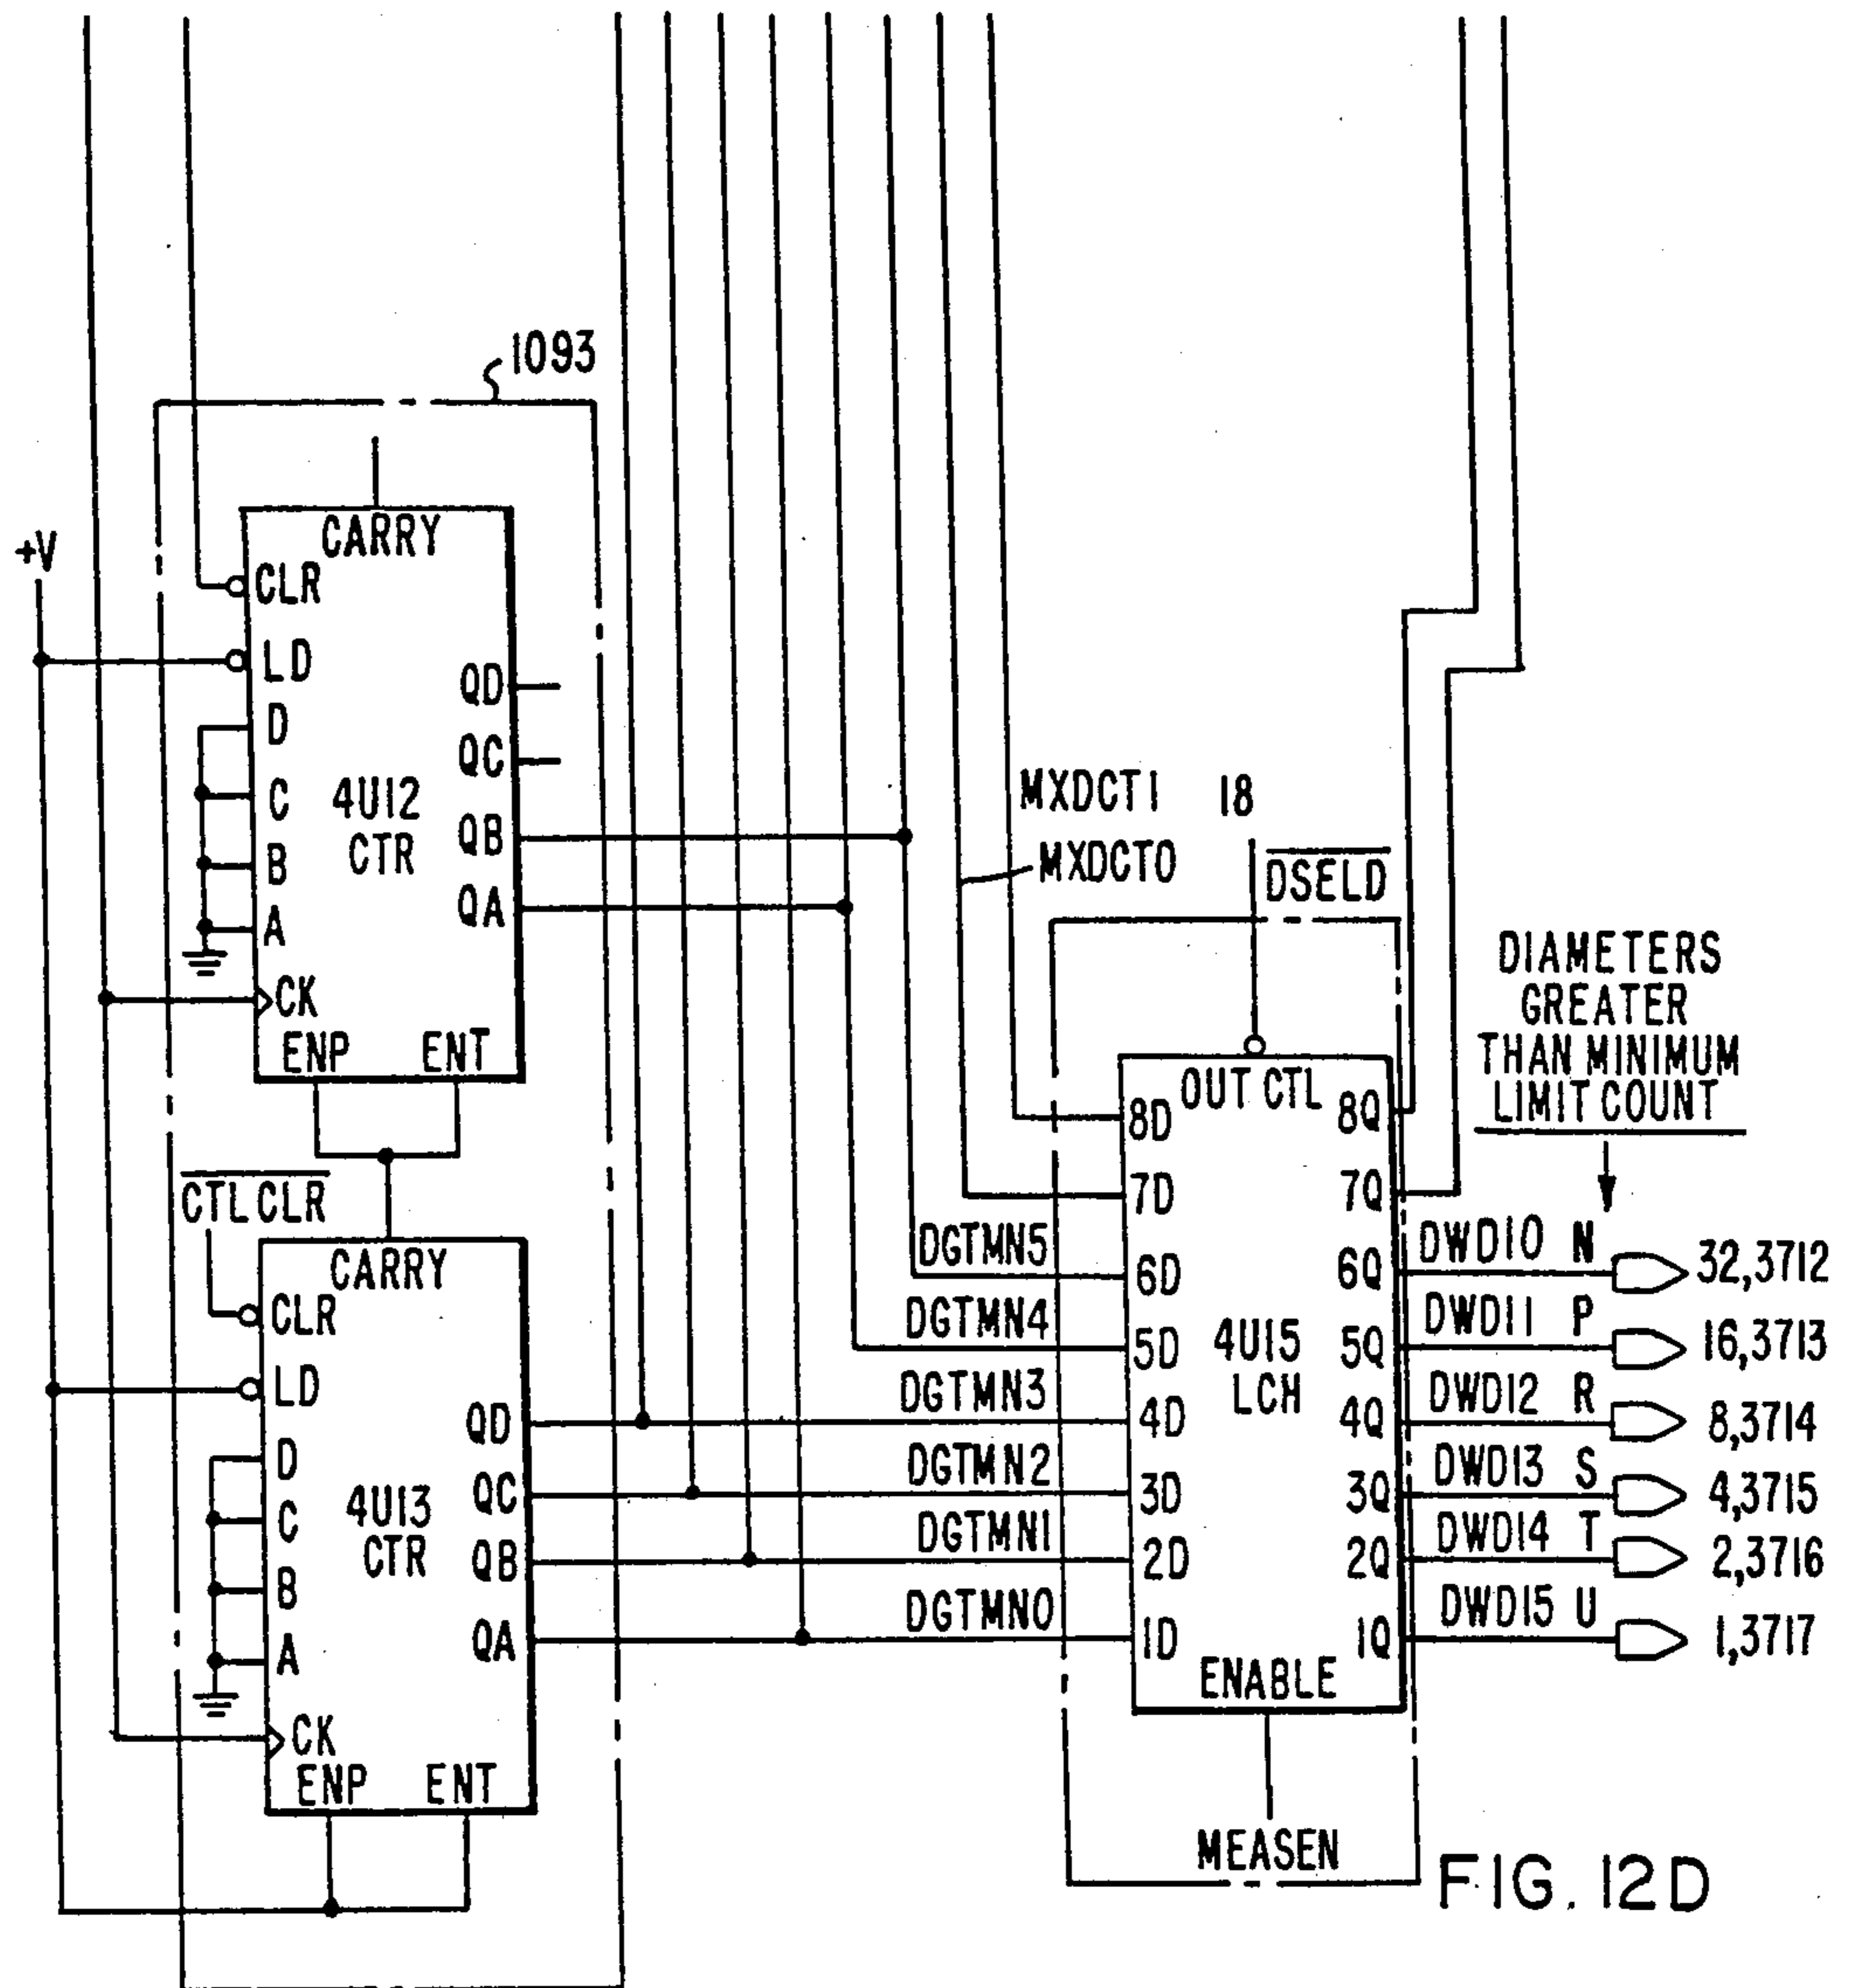 1093
+V
CARRY
CLR
LD
D
C
B
A
CK
QD
QC
QB
QA
4U12
CTR
ENP ENT
CTLCLR
CARRY
CLR
LD
D
C
B
A
CK
QD
QC
QB
QA
4U13
CTR
ENP ENT
MXDCT1 18
MXDCT0
DSELD
OUT CTL
8D 8Q
7D 7Q
DGTMN5 6D 6Q
DGTMN4 5D 5Q
DGTMN3 4D 4Q
DGTMN2 3D 3Q
DGTMN1 2D 2Q
DGTMN0 1D 1Q
4U15
LCH
ENABLE
MEASEN
DIAMETERS
GREATER
THAN MINIMUM
LIMIT COUNT
DWD10 N 32,3712
DWD11 P 16,3713
DWD12 R 8,3714
DWD13 S 4,3715
DWD14 T 2,3716
DWD15 U 1,3717
FIG. 12D